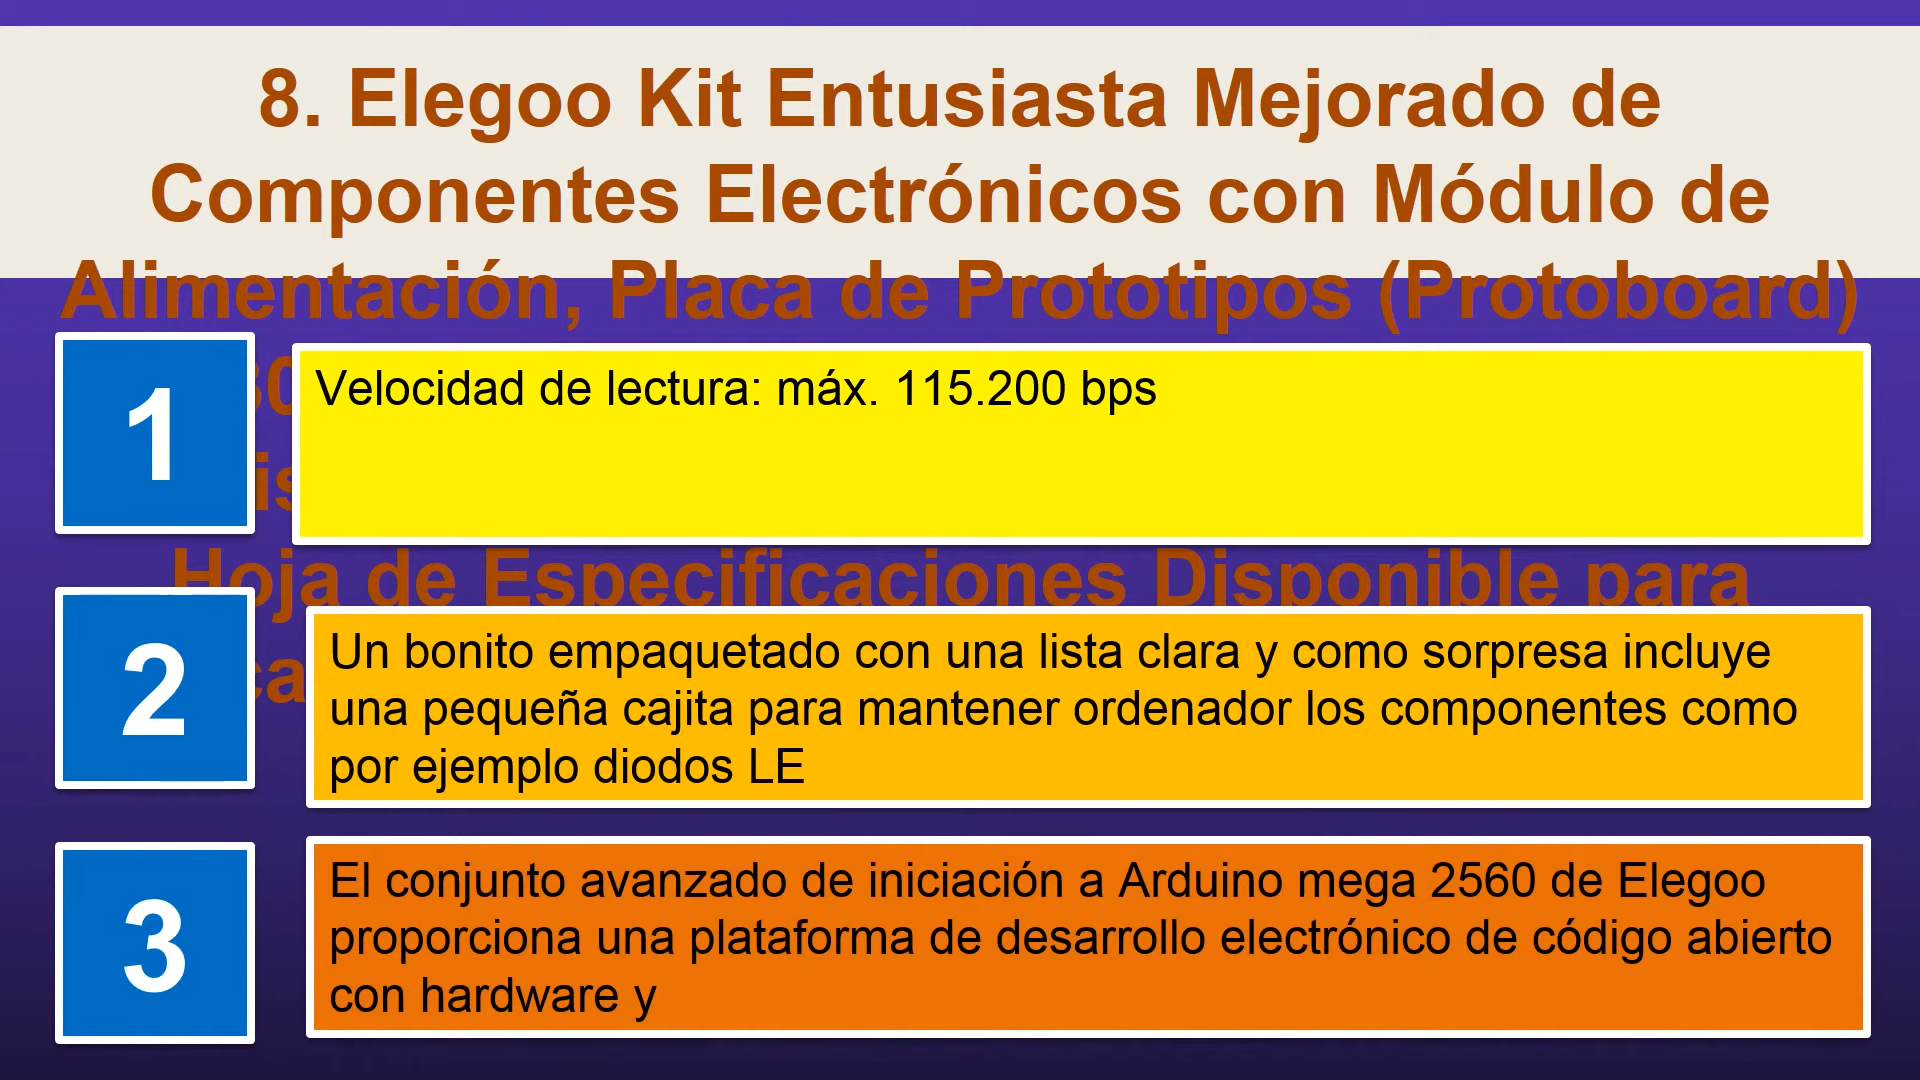 8. Elegoo Kit Entusiasta Mejorado de
Componentes Electrónicos con Módulo de
Alimentación, Placa de Prototipos (Protoboard)
1
Velocidad de lectura: máx. 115.200 bps
Hoja de Especificaciones Disponible para
2
Un bonito empaquetado con una lista clara y como sorpresa incluye
una pequeña cajita para mantener ordenador los componentes como
por ejemplo diodos LE
3
El conjunto avanzado de iniciación a Arduino mega 2560 de Elegoo
proporciona una plataforma de desarrollo electrónico de código abierto
con hardware y